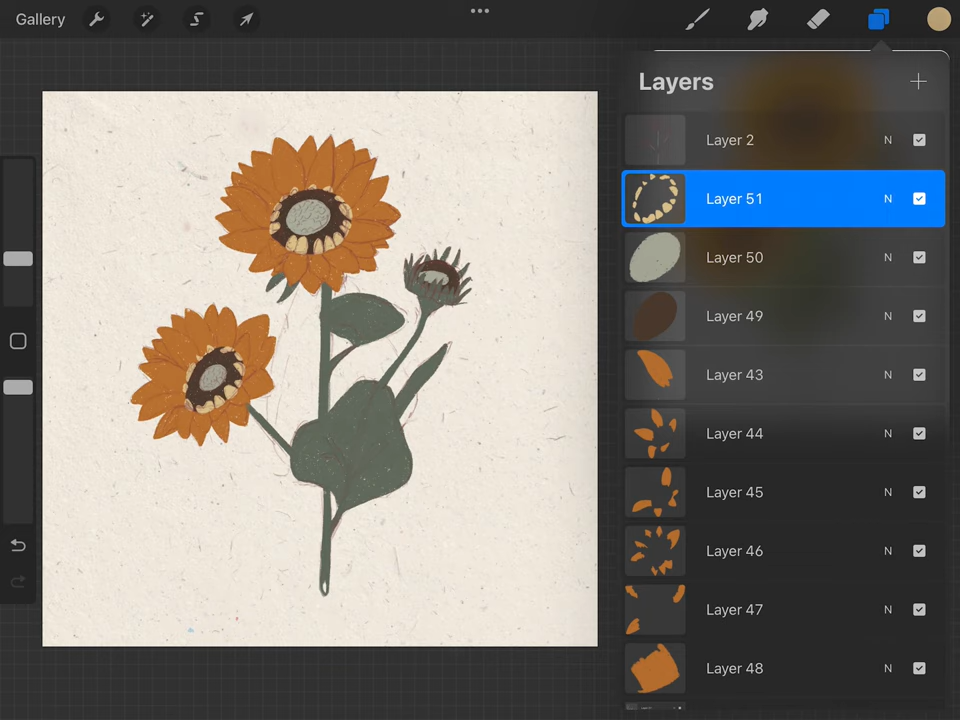 Gallery
Layers
Layer 2 N
Layer 51 N
Layer 50 N
Layer 49 N
Layer 43 N
Layer 44 N
Layer 45 N
Layer 46 N
Layer 47 N
Layer 48 N